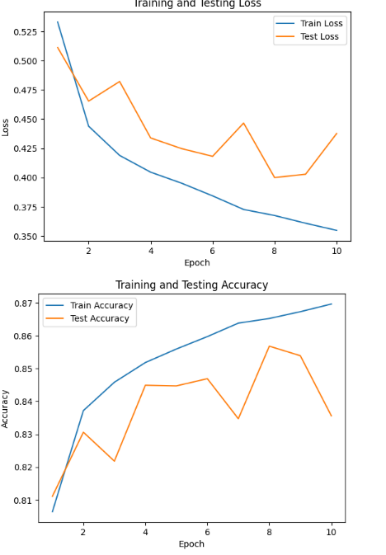 Training and Testing Loss
Train Loss
Test Loss
0.525
0.500
0.475
0.450
0.425
0.400
0.375
0.350
Loss
2 4 6 8 10
Epoch
Training and Testing Accuracy
Train Accuracy
Test Accuracy
0.87
0.86
0.85
0.84
0.83
0.82
0.81
Accuracy
2 4 6 8 10
Epoch